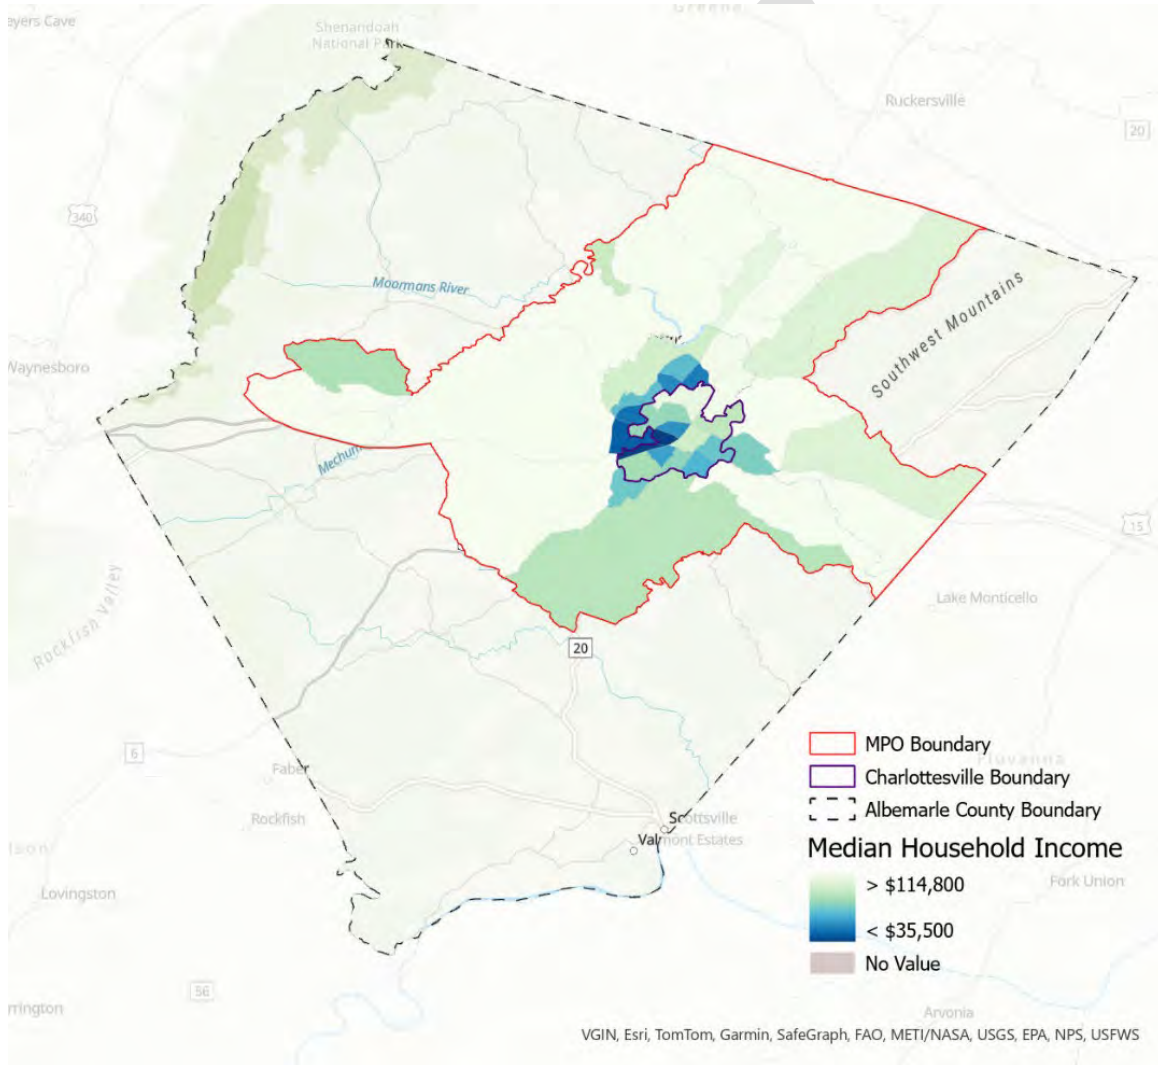 eyers Cave
Greene
Shenandoah
National Park
Ruckersville
20
340
Moormans River
Southwest Mountains
Waynesboro
Mechum
15
Rockfish Valley
Lake Monticello
20
6
MPO Boundary
Fluvanna
Charlottesville Boundary
Faber
Albemarle County Boundary
Rockfish
Scottsville
Valmont Estates
lson
Median Household Income
> $114,800
Fork Union
Lovingston
< $35,500
No Value
56
rrington
Arvonia
VGIN, Esri, TomTom, Garmin, SafeGraph, FAO, METI/NASA, USGS, EPA, NPS, USFWS